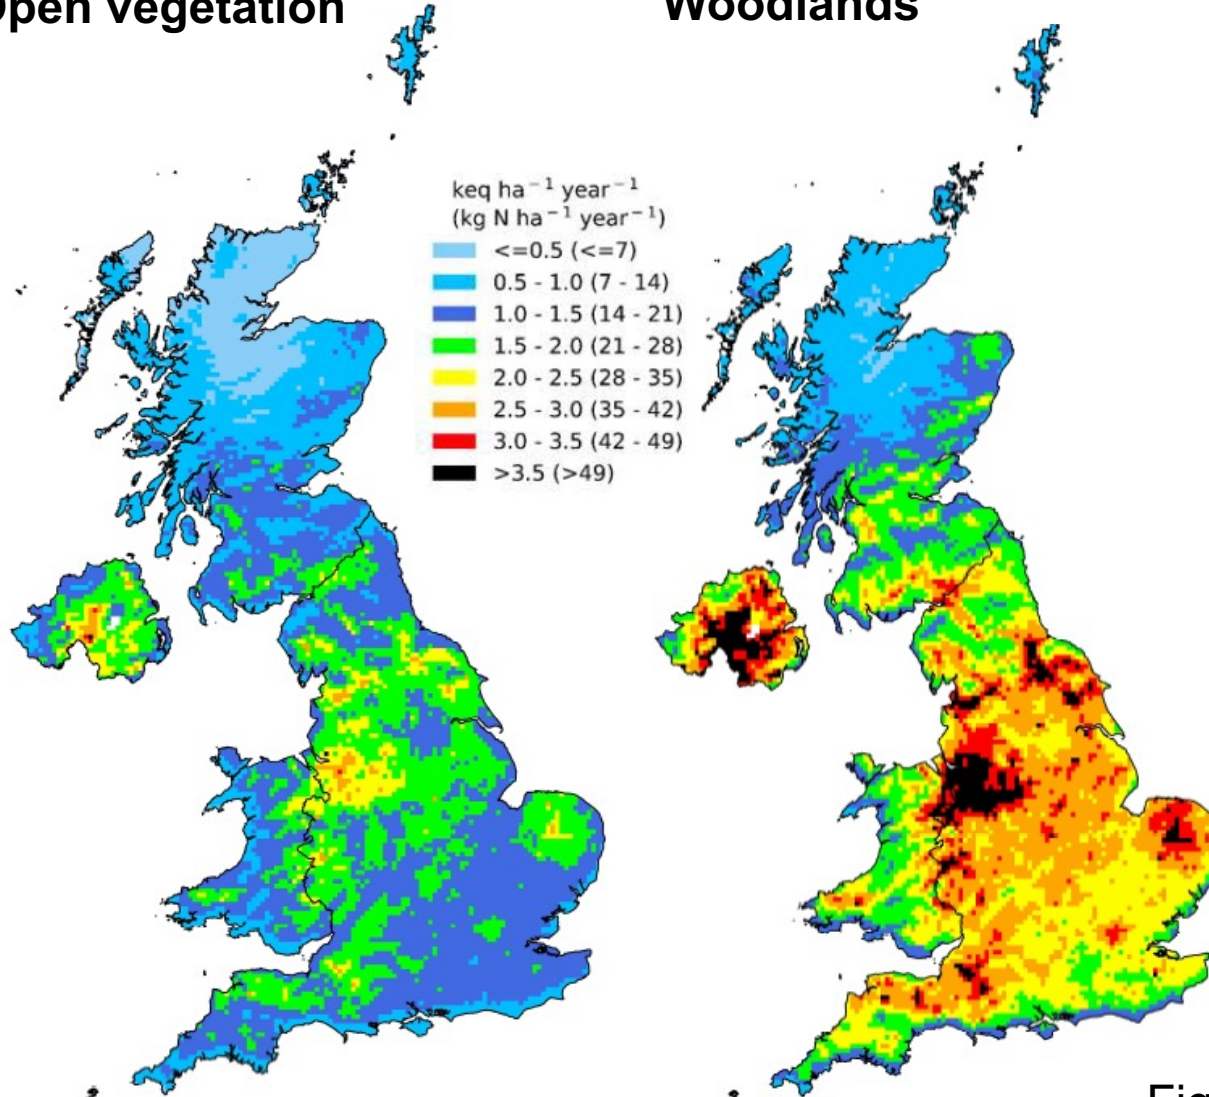 Open vegetation
Woodlands
keq ha⁻¹ year⁻¹
(kg N ha⁻¹ year⁻¹)
<=0.5 (<=7)
0.5 - 1.0 (7 - 14)
1.0 - 1.5 (14 - 21)
1.5 - 2.0 (21 - 28)
2.0 - 2.5 (28 - 35)
2.5 - 3.0 (35 - 42)
3.0 - 3.5 (42 - 49)
>3.5 (>49)